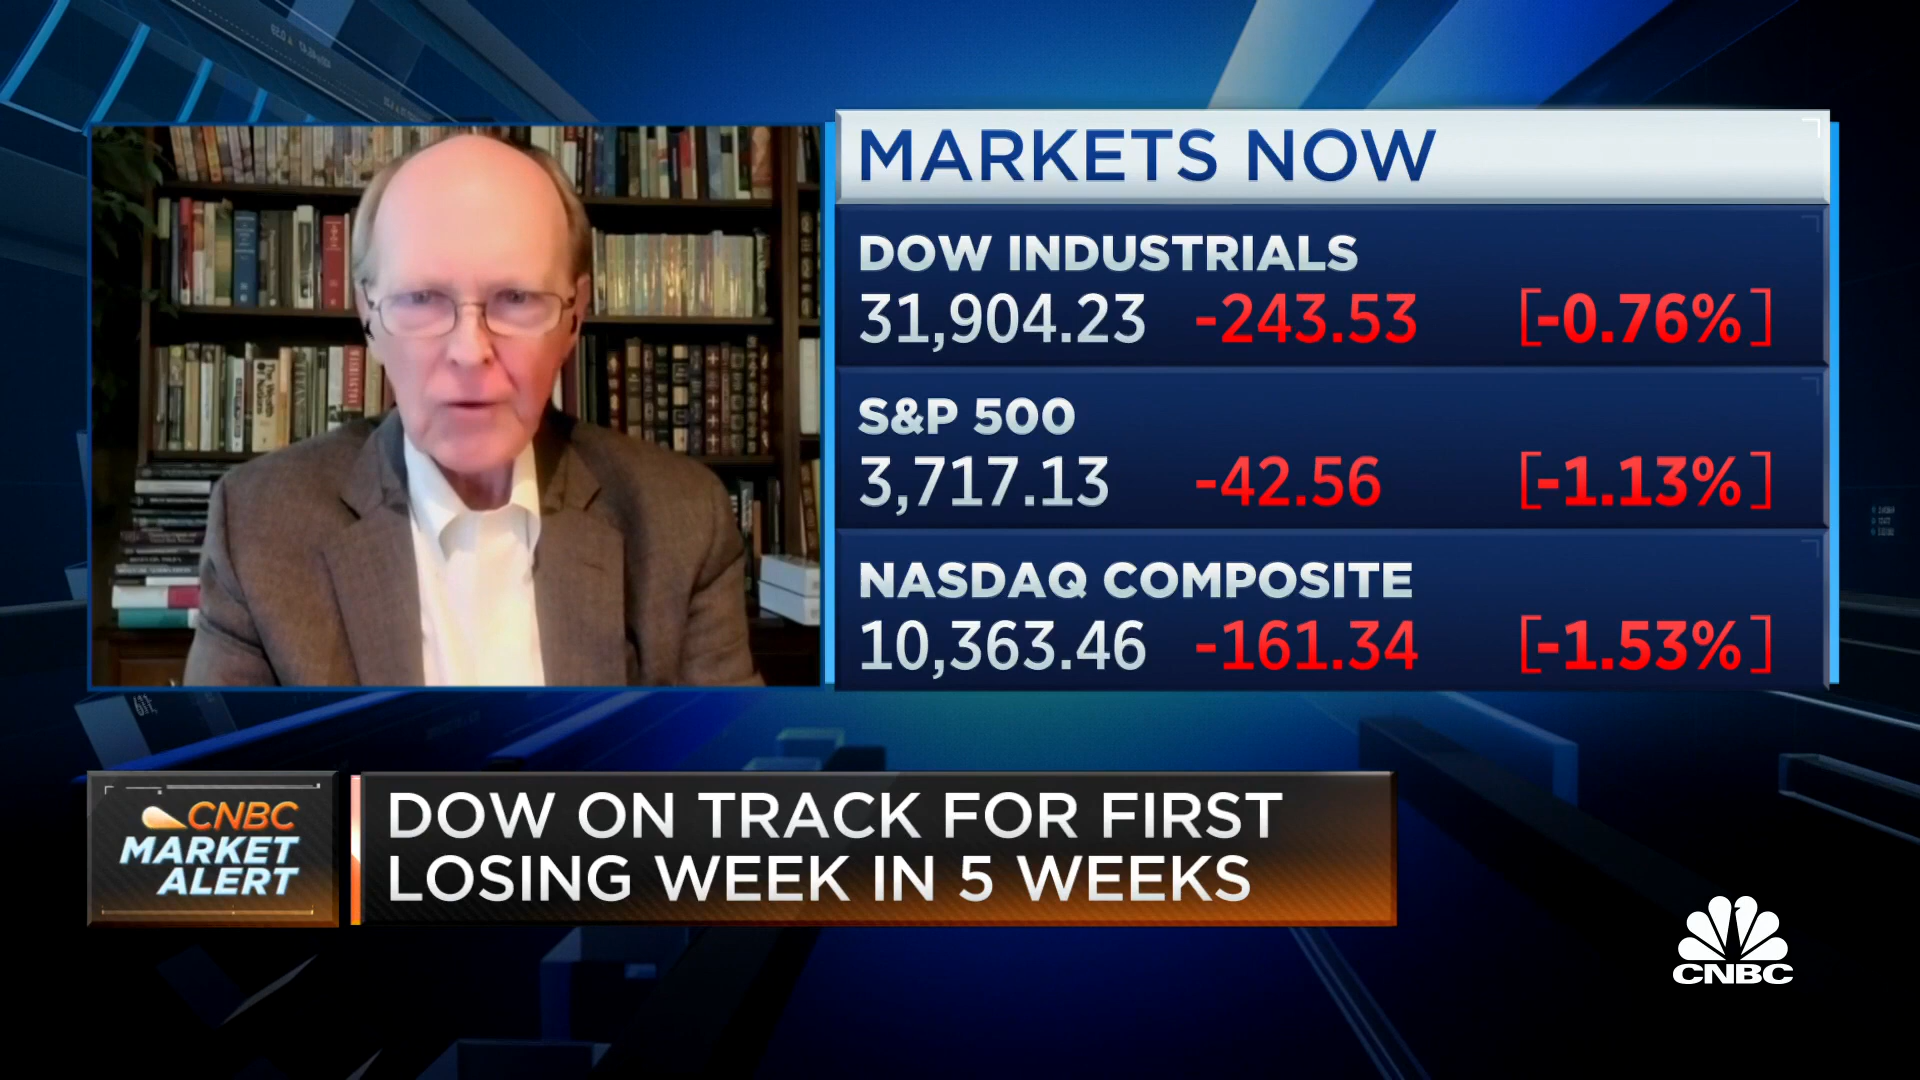 MARKETS NOW
DOW INDUSTRIALS
31,904.23 -243.53 [-0.76%]
S&P 500
3,717.13 -42.56 [-1.13%]
NASDAQ COMPOSITE
10,363.46 -161.34 [-1.53%]
CNBC
MARKET
ALERT
DOW ON TRACK FOR FIRST
LOSING WEEK IN 5 WEEKS
CNBC